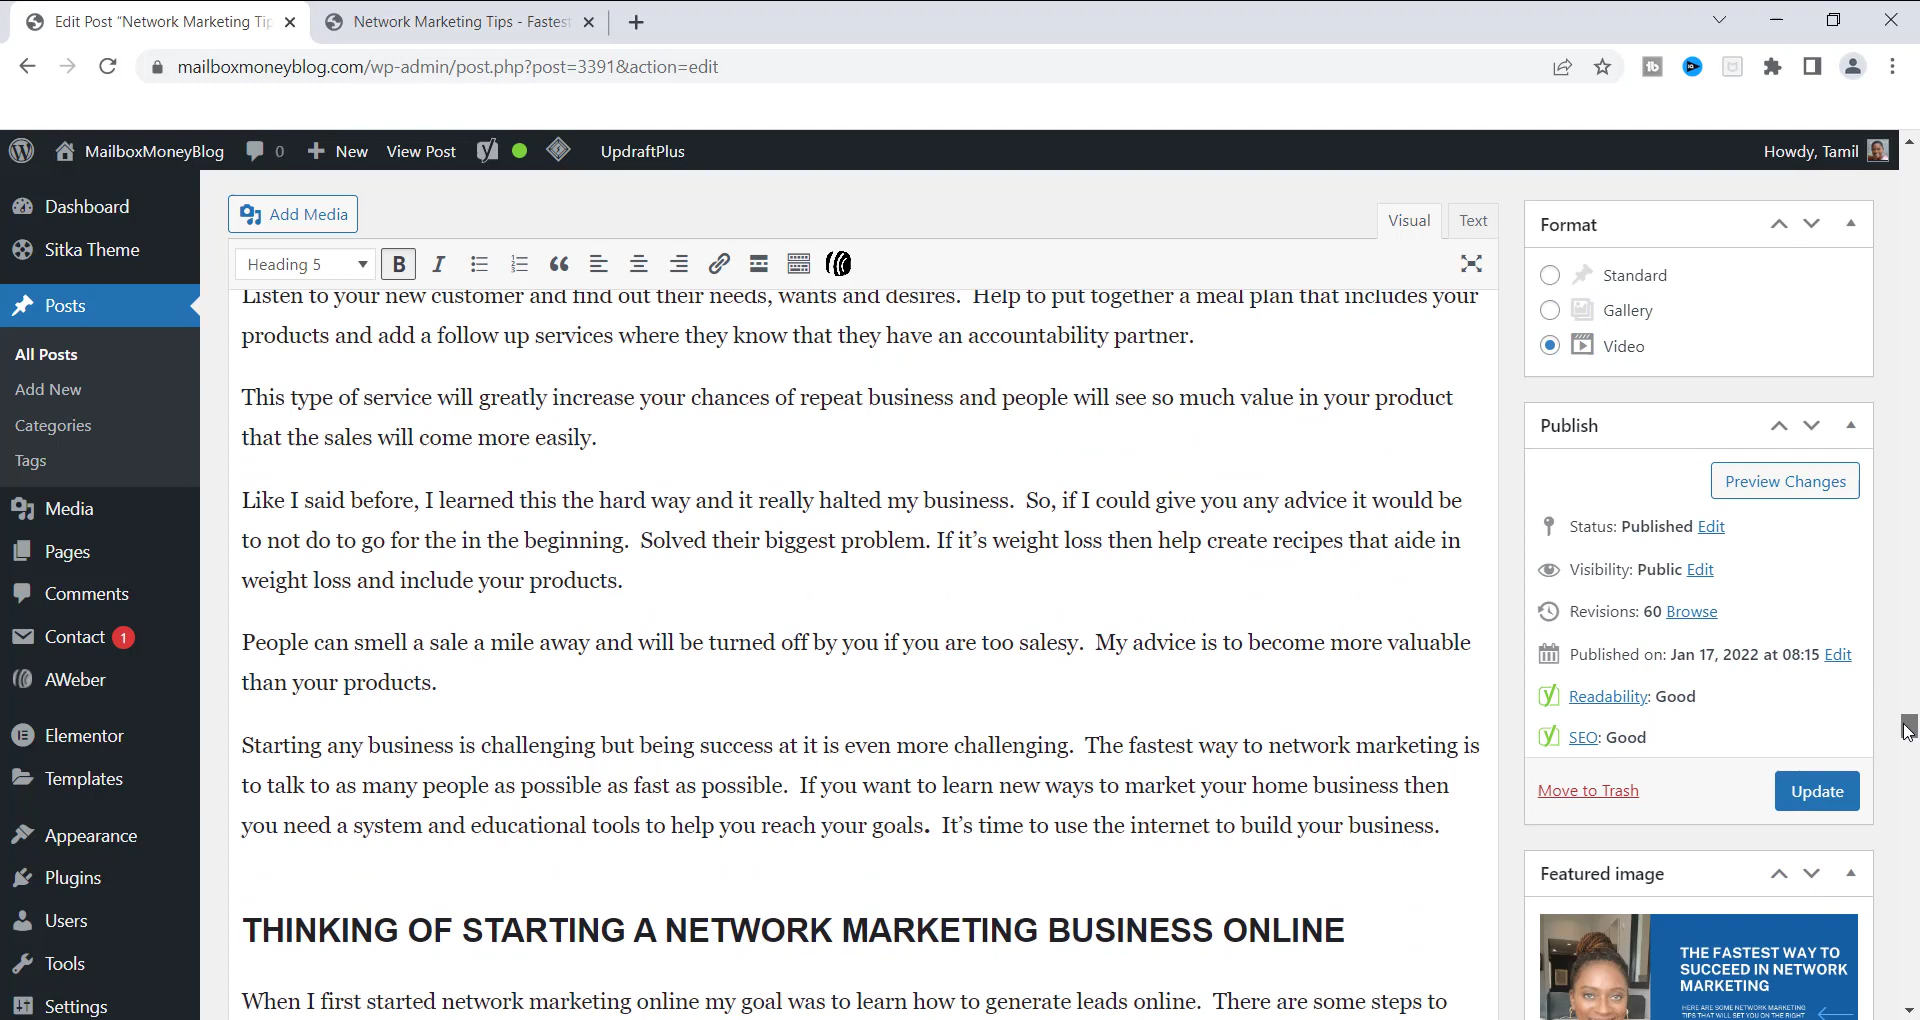 Edit Post “Network Marketing Tip
Network Marketing Tips - Fastest
mailboxmoneyblog.com/wp-admin/post.php?post=3391&action=edit
MailboxMoneyBlog 0 New View Post UpdraftPlus Howdy, Tamil
Dashboard
Sitka Theme
Posts
All Posts
Add New
Categories
Tags
Media
Pages
Comments
Contact 1
AWeber
Elementor
Templates
Appearance
Plugins
Users
Tools
Settings
Add Media
Visual Text
Heading 5 B I
Listen to your new customer and find out their needs, wants and desires.  Help to put together a meal plan that includes your
products and add a follow up services where they know that they have an accountability partner.
This type of service will greatly increase your chances of repeat business and people will see so much value in your product
that the sales will come more easily.
Like I said before, I learned this the hard way and it really halted my business.  So, if I could give you any advice it would be
to not do to go for the in the beginning.  Solved their biggest problem. If it’s weight loss then help create recipes that aide in
weight loss and include your products.
People can smell a sale a mile away and will be turned off by you if you are too salesy.  My advice is to become more valuable
than your products.
Starting any business is challenging but being success at it is even more challenging.  The fastest way to network marketing is
to talk to as many people as possible as fast as possible.  If you want to learn new ways to market your home business then
you need a system and educational tools to help you reach your goals.  It’s time to use the internet to build your business.
THINKING OF STARTING A NETWORK MARKETING BUSINESS ONLINE
When I first started network marketing online my goal was to learn how to generate leads online.  There are some steps to
Format
Standard
Gallery
Video
Publish
Preview Changes
Status: Published Edit
Visibility: Public Edit
Revisions: 60 Browse
Published on: Jan 17, 2022 at 08:15 Edit
Readability: Good
SEO: Good
Move to Trash Update
Featured image
THE FASTEST WAY TO
SUCCEED IN NETWORK
MARKETING
HERE ARE SOME NETWORK MARKETING
TIPS THAT WILL SET YOU ON THE RIGHT